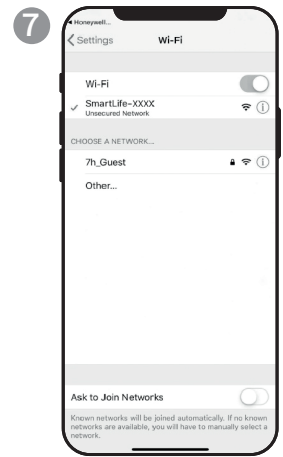 7
Honeywell...
Settings
Wi-Fi
Wi-Fi
SmartLife-XXXX
Unsecured Network
CHOOSE A NETWORK...
7h_Guest
Other...
Ask to Join Networks
Known networks will be joined automatically. If no known
networks are available, you will have to manually select a
network.